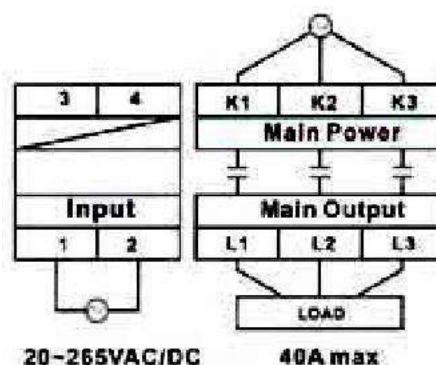 3 4 K1 K2 K3
Main Power
Input Main Output
1 2 L1 L2 L3
LOAD
20~265VAC/DC 40A max